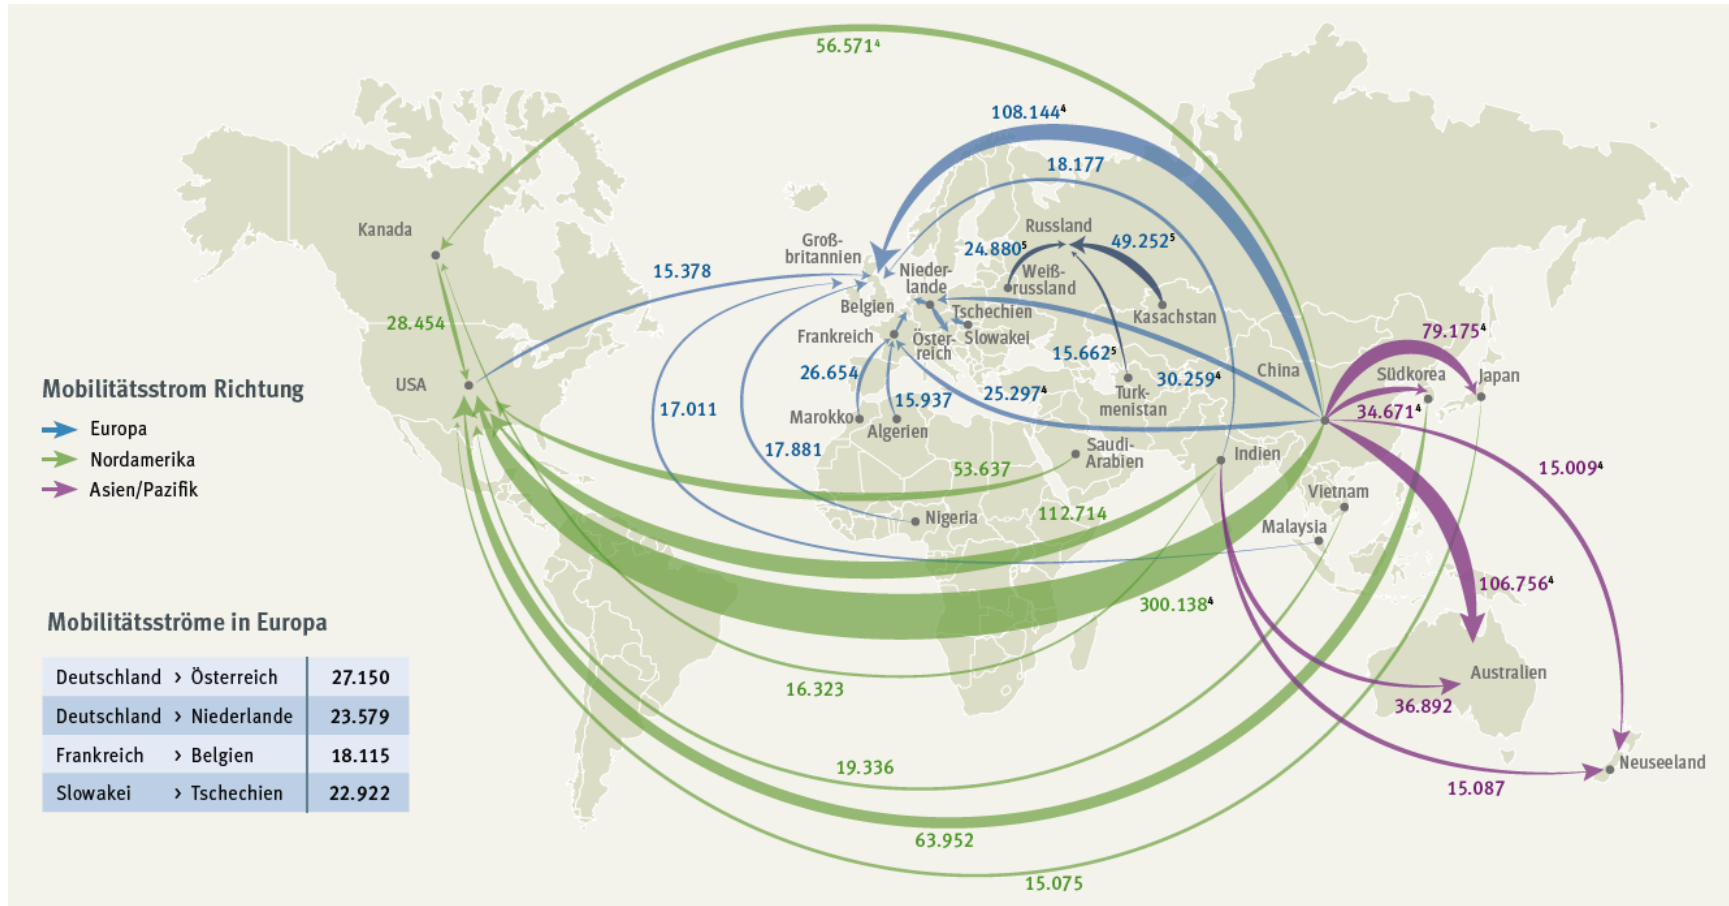 56.571⁴
108.144⁴
18.177
Kanada
Groß-
britannien
Russland
24.880⁵
49.252⁵
15.378
Nieder-
lande
Weiß-
russland
Belgien
Tschechien
Kasachstan
28.454
Frankreich
Öster-
reich
Slowakei
79.175⁴
15.662⁵
26.654
30.259⁴
China
Südkorea
Japan
USA
25.297⁴
15.937
Turk-
menistan
34.671⁴
Mobilitätsstrom Richtung
Europa
Nordamerika
Asien/Pazifik
17.011
Marokko
Algerien
17.881
Saudi-
Arabien
Indien
53.637
15.009⁴
Vietnam
112.714
Nigeria
Malaysia
300.138⁴
106.756⁴
Mobilitätsströme in Europa
Deutschland > Österreich 27.150
Deutschland > Niederlande 23.579
Frankreich > Belgien 18.115
Slowakei > Tschechien 22.922
16.323
Australien
36.892
19.336
Neuseeland
15.087
63.952
15.075